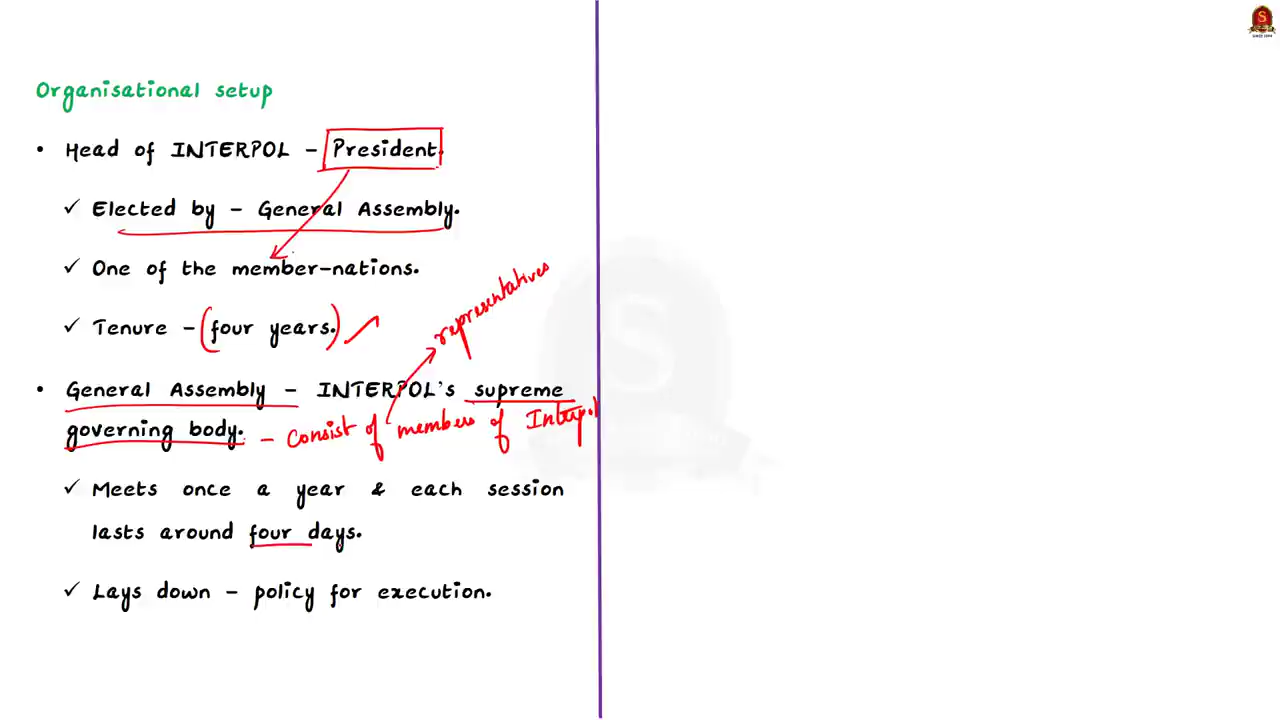 Organisational setup
• Head of INTERPOL - President.
✓ Elected by - General Assembly.
✓ One of the member-nations.
✓ Tenure - (four years.)
representatives
• General Assembly - INTERPOL's supreme
governing body. - Consist of members of Interpol
✓ Meets once a year & each session
lasts around four days.
✓ Lays down - policy for execution.
S